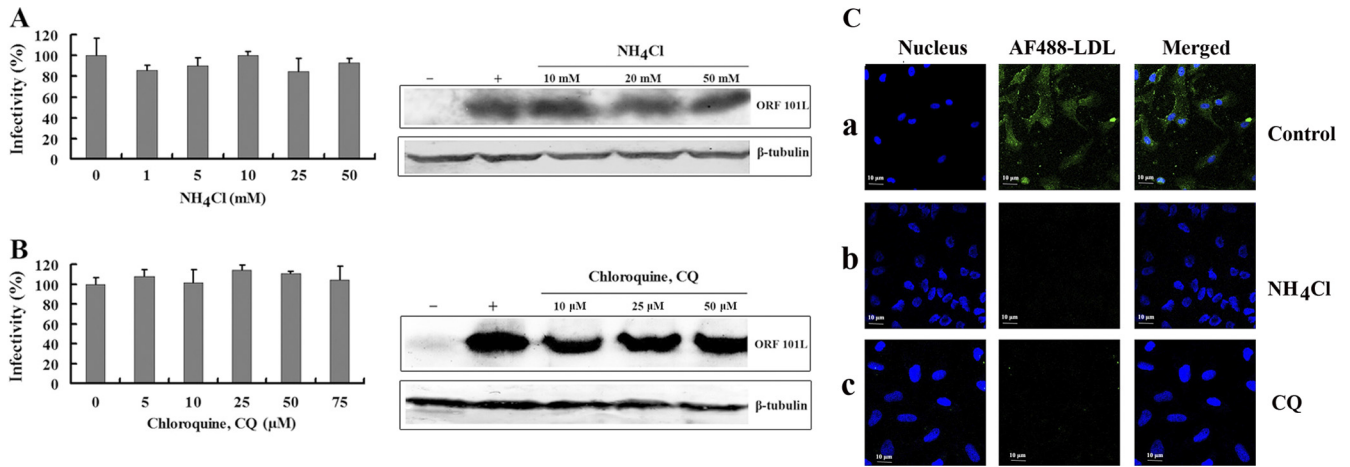 A
Infectivity (%)
120
100
80
60
40
20
0
0 1 5 10 25 50
NH4Cl (mM)
NH4Cl
– + 10 mM 20 mM 50 mM
ORF 101L
β-tubulin
B
Infectivity (%)
120
100
80
60
40
20
0
0 5 10 25 50 75
Chloroquine, CQ (μM)
Chloroquine, CQ
– + 10 μM 25 μM 50 μM
ORF 101L
β-tubulin
C
Nucleus AF488-LDL Merged
a
10 μm 10 μm 10 μm
Control
b
10 μm 10 μm 10 μm
NH4Cl
c
10 μm 10 μm 10 μm
CQ